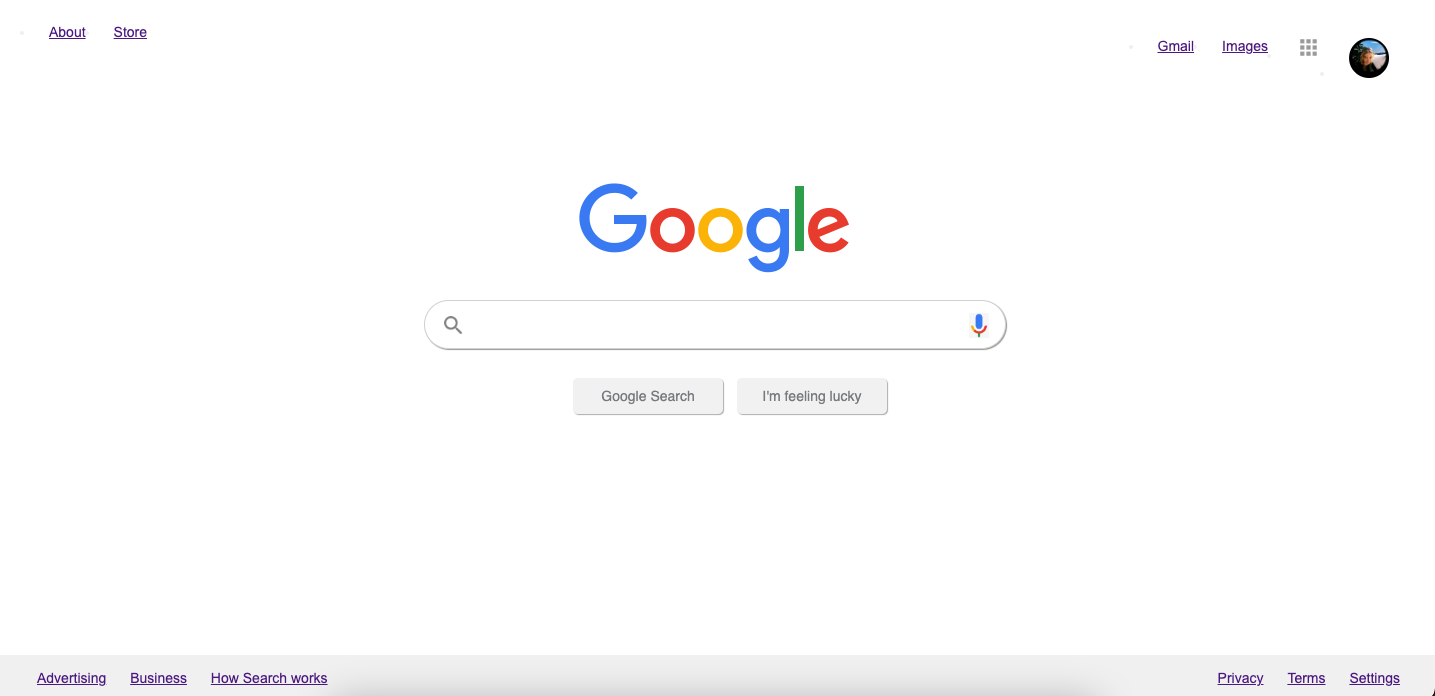 About Store
Gmail Images
Google
Google Search I'm feeling lucky
Advertising Business How Search works Privacy Terms Settings